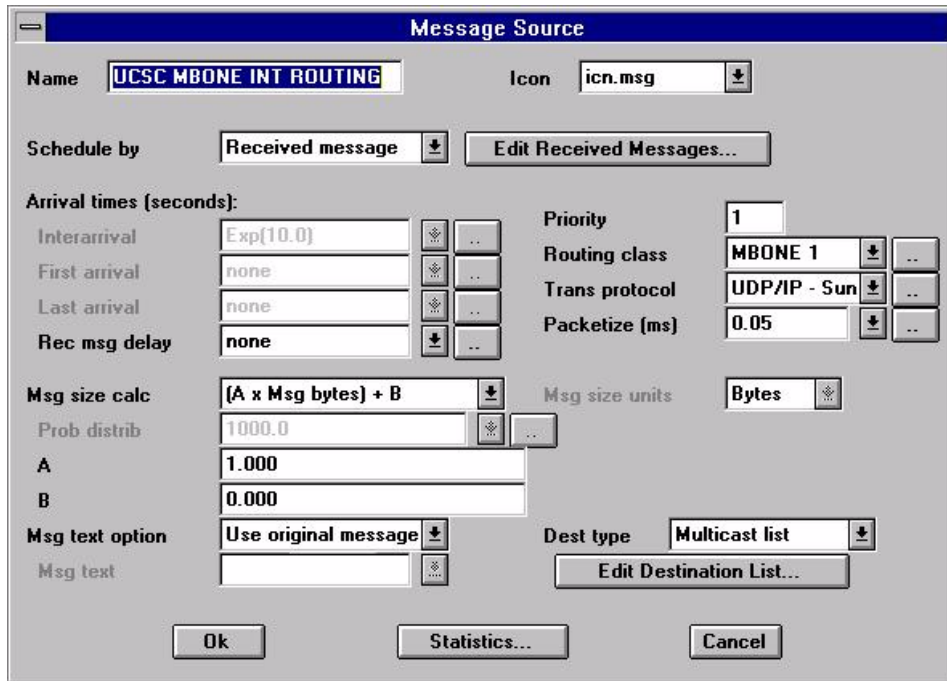 Message Source
Name UCSC MBONE INT ROUTING Icon icn.msg
Schedule by Received message Edit Received Messages...
Arrival times (seconds):
Priority 1
Interarrival Exp(10.0) ..
Routing class MBONE 1 ..
First arrival none ..
Trans protocol UDP/IP - Sun ..
Last arrival none ..
Packetize (ms) 0.05 ..
Rec msg delay none ..
Msg size calc (A x Msg bytes) + B Msg size units Bytes
Prob distrib 1000.0 ..
A 1.000
B 0.000
Msg text option Use original message Dest type Multicast list
Msg text Edit Destination List...
Ok Statistics... Cancel